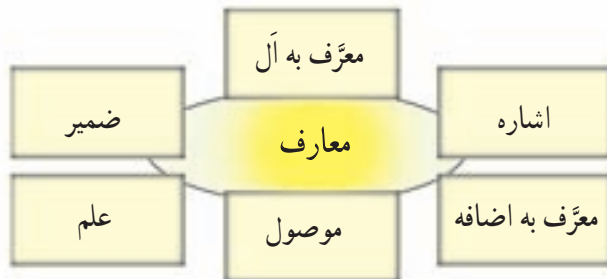 معرَّف به اَل
اشاره
ضمیر
معارف
معرَّف به اضافه
موصول
علم